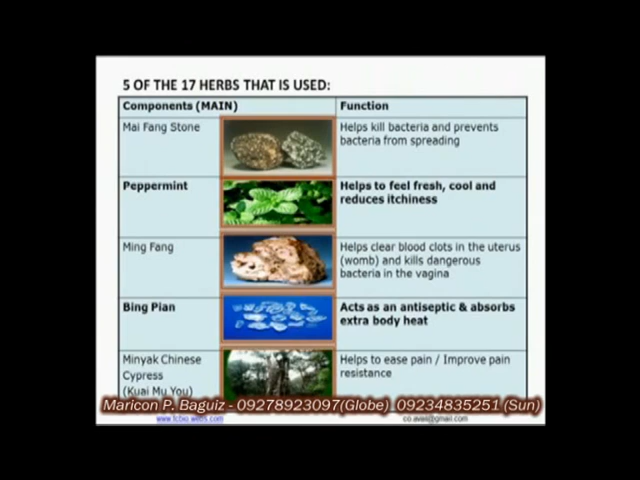 5 OF THE 17 HERBS THAT IS USED:
Components (MAIN)
Function
Mai Fang Stone
Helps kill bacteria and prevents
bacteria from spreading
Peppermint
Helps to feel fresh, cool and
reduces itchiness
Ming Fang
Helps clear blood clots in the uterus
(womb) and kills dangerous
bacteria in the vagina
Bing Pian
Acts as an antiseptic & absorbs
extra body heat
Minyak Chinese
Cypress
(Kuai Mu You)
Helps to ease pain / Improve pain
resistance
Maricon P. Baguiz - 09278923097(Globe) 09234835251 (Sun)